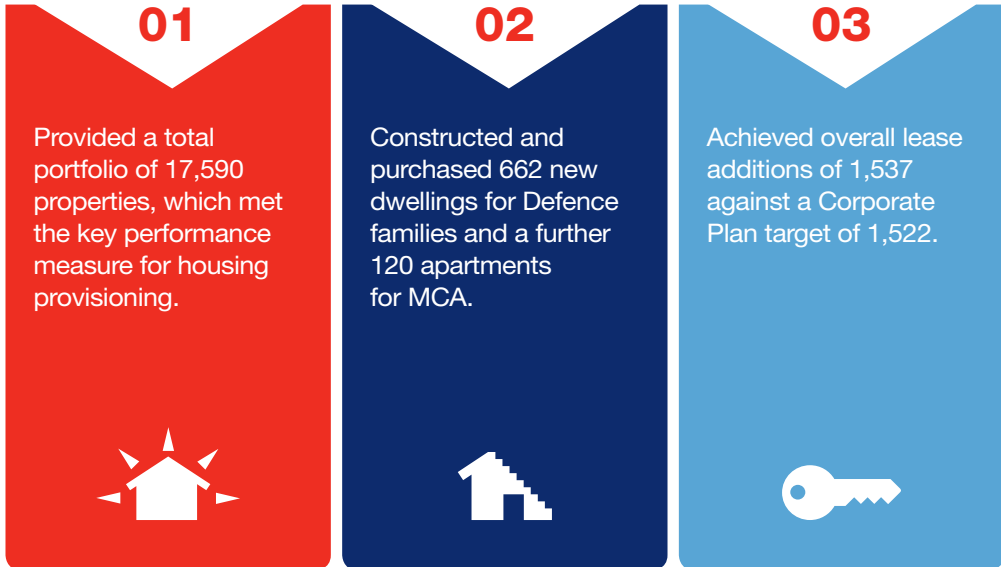 01
Provided a total
portfolio of 17,590
properties, which met
the key performance
measure for housing
provisioning.
02
Constructed and
purchased 662 new
dwellings for Defence
families and a further
120 apartments
for MCA.
03
Achieved overall lease
additions of 1,537
against a Corporate
Plan target of 1,522.